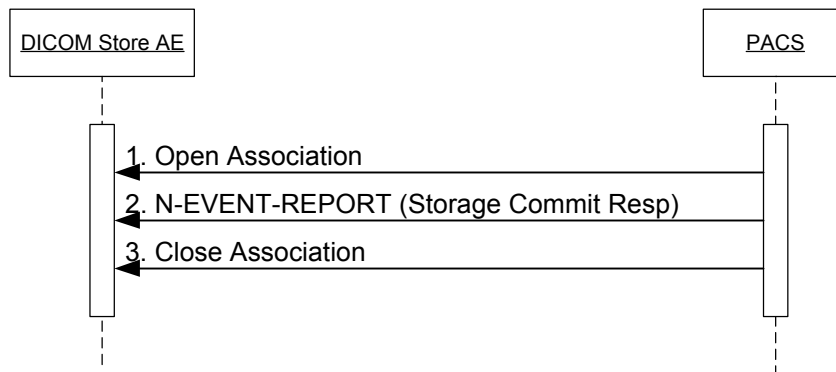 DICOM Store AE
PACS
1. Open Association
2. N-EVENT-REPORT (Storage Commit Resp)
3. Close Association